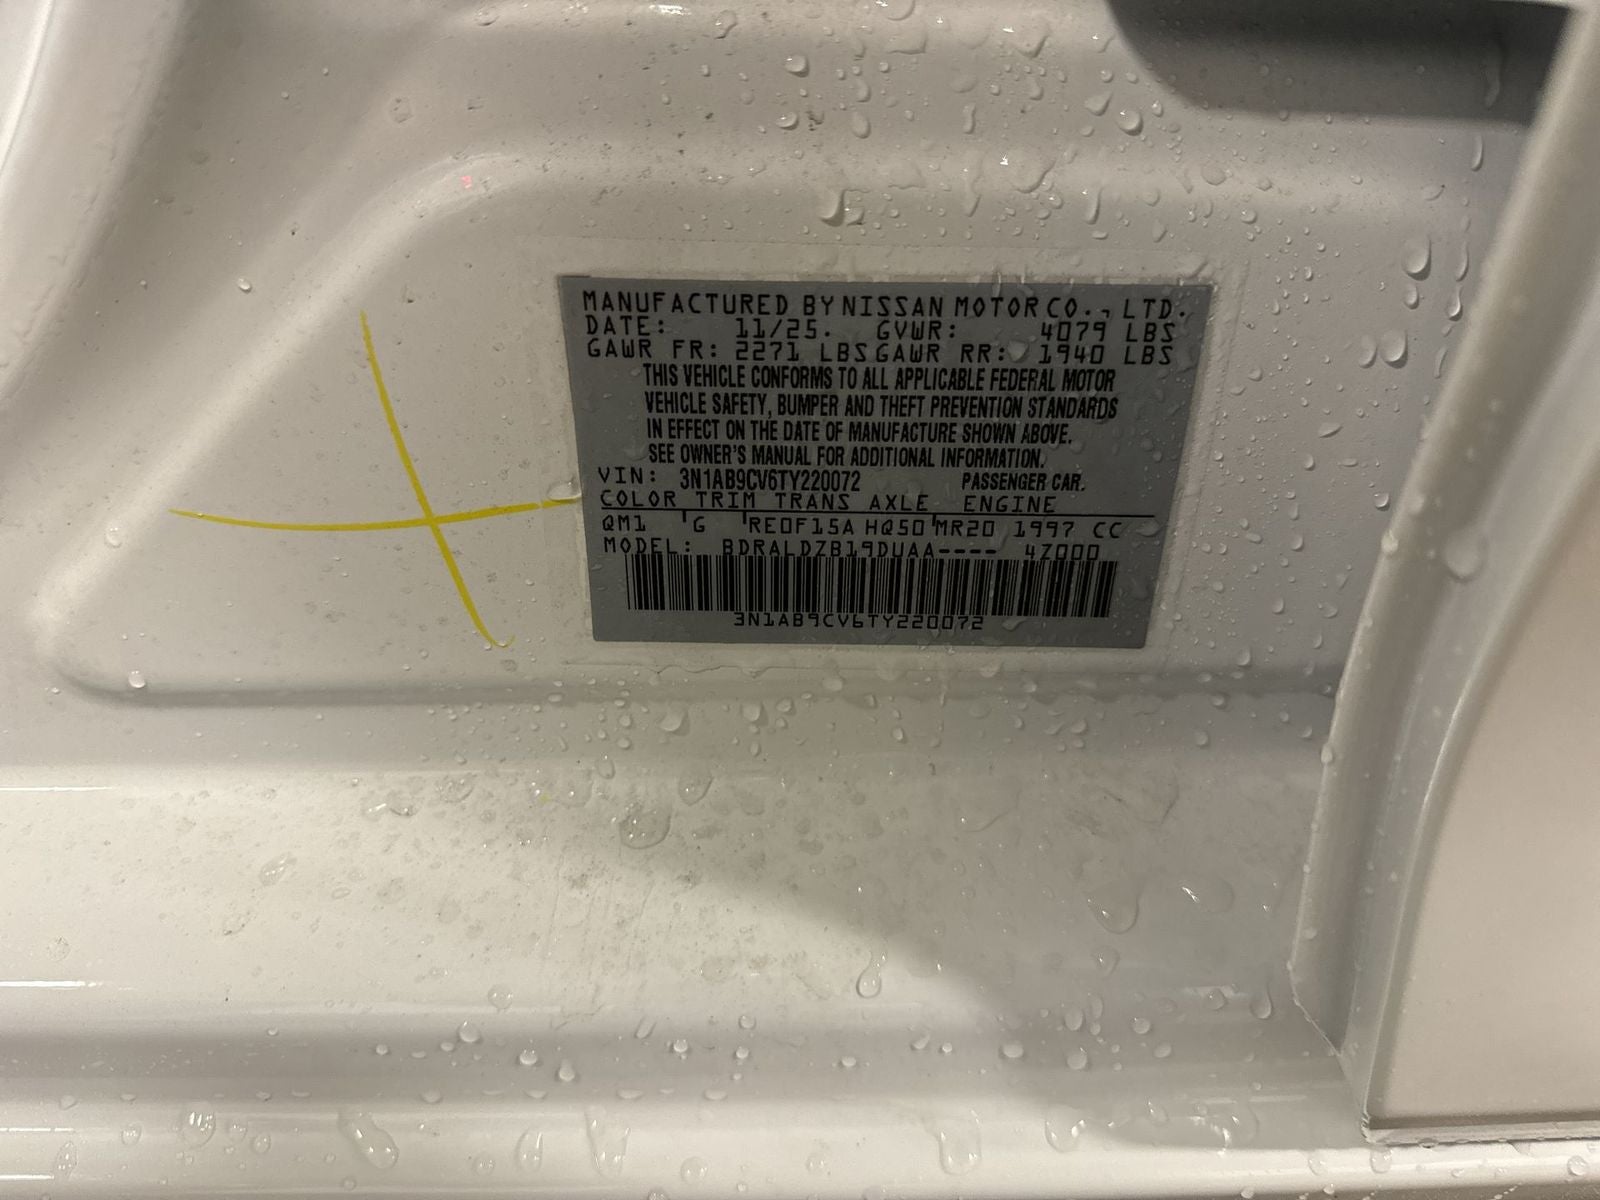 MANUFACTURED BY NISSAN MOTOR CO., LTD.
DATE: 11/25. GVWR: 4079 LBS
GAWR FR: 2271 LBS GAWR RR: 1940 LBS
THIS VEHICLE CONFORMS TO ALL APPLICABLE FEDERAL MOTOR
VEHICLE SAFETY, BUMPER AND THEFT PREVENTION STANDARDS
IN EFFECT ON THE DATE OF MANUFACTURE SHOWN ABOVE.
SEE OWNER'S MANUAL FOR ADDITIONAL INFORMATION.
VIN: 3N1AB9CV6TY220072 PASSENGER CAR.
COLOR TRIM TRANS AXLE ENGINE
QM1 G RE0F15A HQ50 MR20 1997 CC
MODEL: BDRALDZB19DUAA---- 4Z000
3N1AB9CV6TY220072